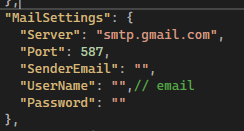 },
"MailSettings": {
"Server": "smtp.gmail.com",
"Port": 587,
"SenderEmail": "",
"UserName": "",// email
"Password": ""
},